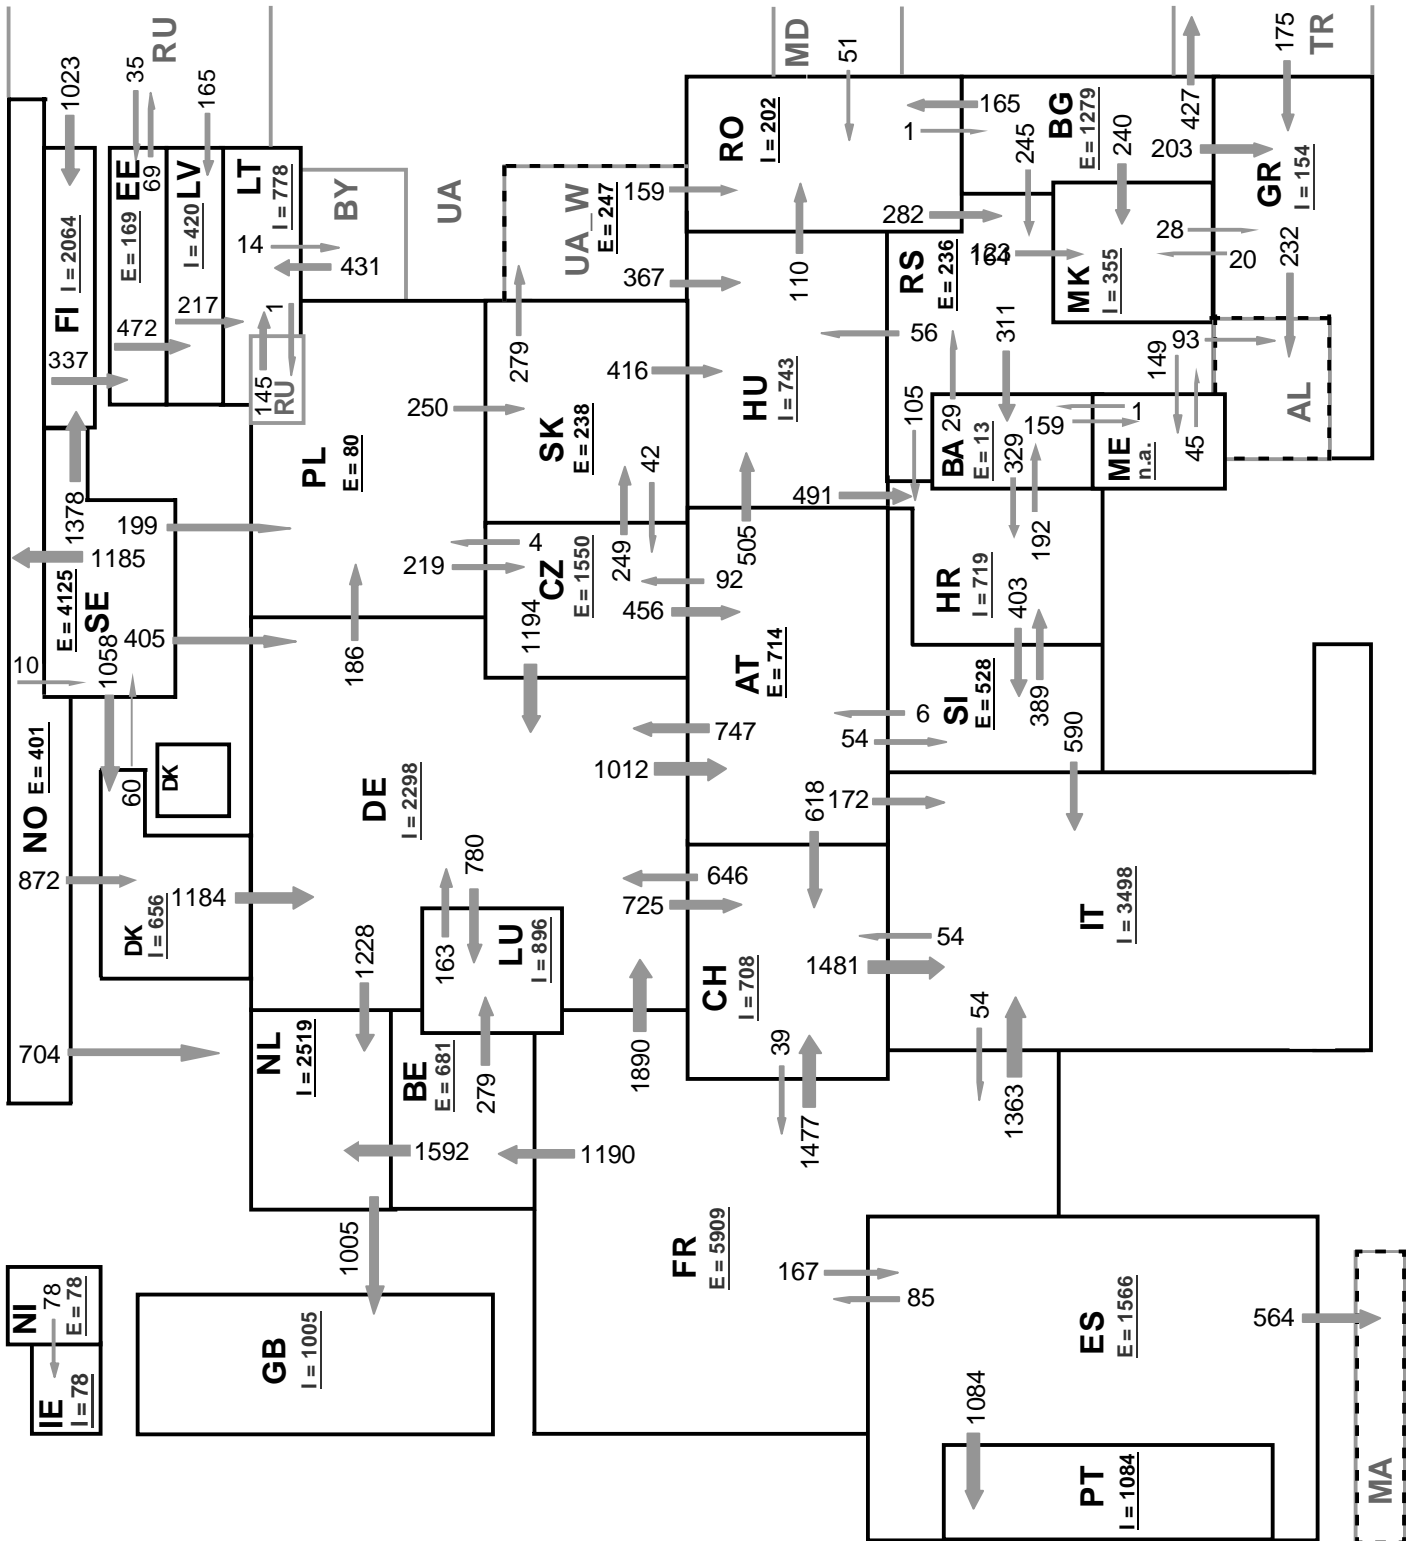 RU
MD
TR
1023
35
69
165
51
427
175
FI
I = 2064
EE
E = 169
LV
I = 420
LT
I = 778
BY
UA
UA_W
E = 247
RO
I = 202
165
1
245
BG
E = 1279
240
203
GR
I = 154
337
472
217
14
431
1
145
RU
159
367
279
110
282
RS
E = 236
123
164
MK
I = 355
28
20
232
56
311
149
93
AL
416
HU
I = 743
250
PL
E = 80
SK
E = 238
105
29
BA
E = 13
329
159
1
ME
n.a.
45
1378
199
1185
E = 4125
SE
1058
405
10
42
249
4
219
CZ
E = 1550
505
491
192
92
456
HR
I = 719
403
186
1194
AT
E = 714
SI
E = 528
389
590
6
54
747
1012
618
172
NO
E = 401
60
DK
DE
I = 2298
872
DK
I = 656
1184
780
163
LU
I = 896
646
725
CH
I = 708
1481
54
IT
I = 3498
1228
704
NL
I = 2519
BE
E = 681
279
1890
39
1477
54
1363
1592
1190
1005
NI
78
E = 78
IE
I = 78
GB
I = 1005
FR
E = 5909
167
85
ES
E = 1566
564
1084
PT
I = 1084
MA